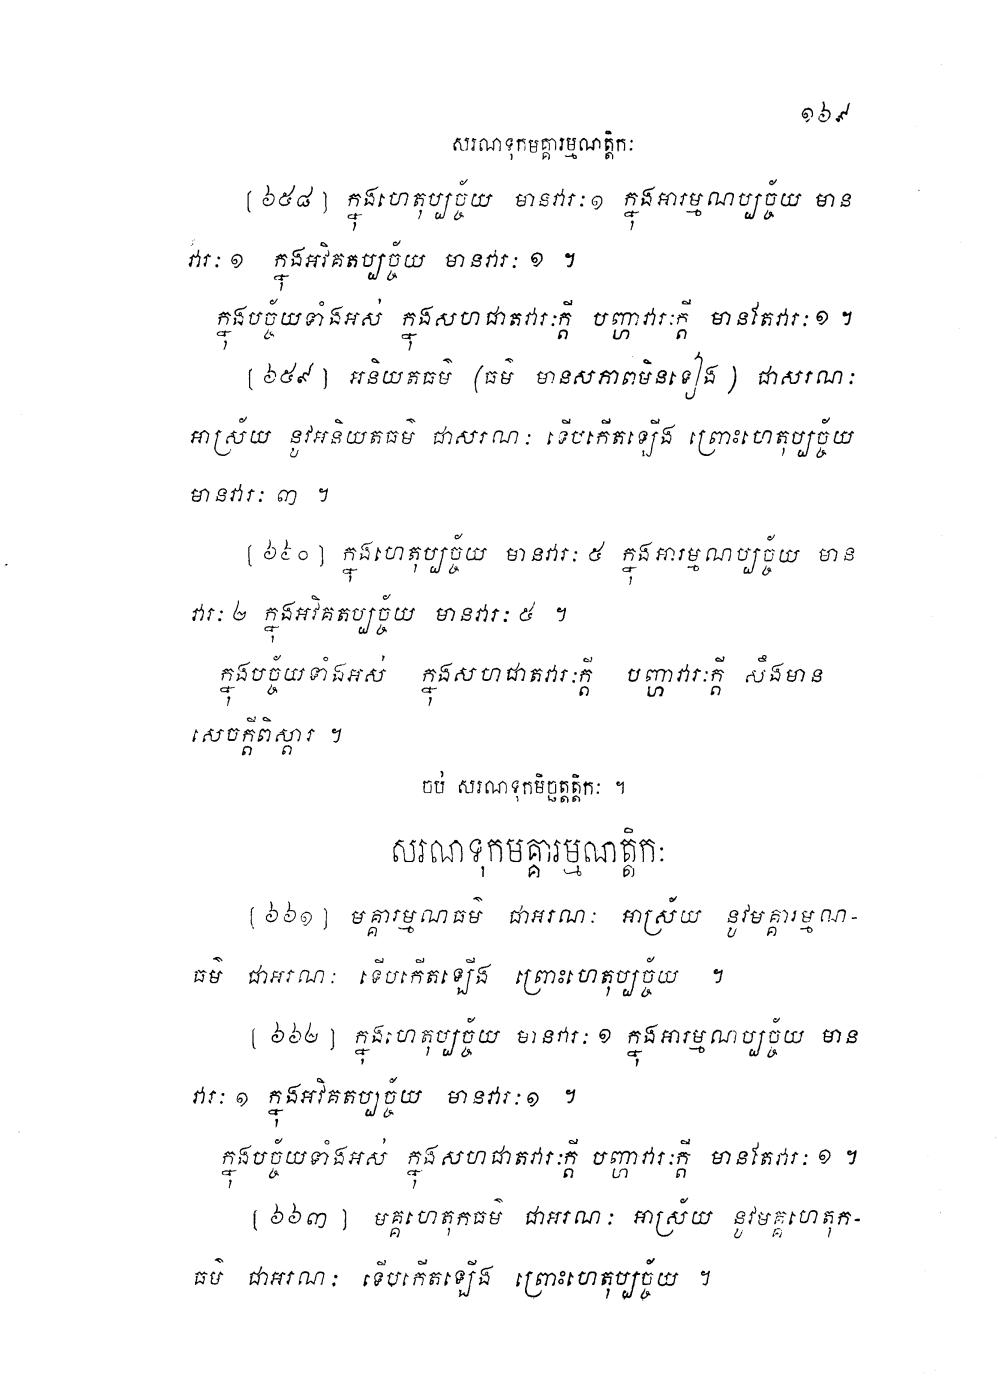 ១៦៩
សរណទុកមគ្គារម្មណត្តិកៈ
[៦៥៨] ក្នុងហេតុប្បច្ច័យ មានវារៈ១ ក្នុងអារម្មណប្បច្ច័យ មាន
វារៈ ១ ក្នុងអវិគតប្បច្ច័យ មានវារៈ ១ ។
ក្នុងបច្ច័យទាំងអស់ ក្នុងសហជាតវារៈក្តី បញ្ហាវារៈក្តី មានតែវារៈ ១ ។
[៦៥៩] អនិយតធម៌ (ធម៌ មានសភាពមិនទៀង) ជាសរណៈ
អាស្រ័យ នូវអនិយតធម៌ ជាសរណៈ ទើបកើតឡើង ព្រោះហេតុប្បច្ច័យ
មានវារៈ ៣ ។
[៦៦០] ក្នុងហេតុប្បច្ច័យ មានវារៈ ៥ ក្នុងអារម្មណប្បច្ច័យ មាន
វារៈ ២ ក្នុងអវិគតប្បច្ច័យ មានវារៈ ៥ ។
ក្នុងបច្ច័យទាំងអស់ ក្នុងសហជាតវារៈក្តី បញ្ហាវារៈក្តី សឹងមាន
សេចក្តីពិស្តារ ។
ចប់ សរណទុកមិច្ឆត្តត្តិកៈ ។
សរណទុកមគ្គារម្មណត្តិកៈ
[៦៦១] មគ្គារម្មណធម៌ ជាអរណៈ អាស្រ័យ នូវមគ្គារម្មណ-
ធម៌ ជាអរណៈ ទើបកើតឡើង ព្រោះហេតុប្បច្ច័យ ។
[៦៦២] ក្នុងហេតុប្បច្ច័យ មានវារៈ ១ ក្នុងអារម្មណប្បច្ច័យ មាន
វារៈ ១ ក្នុងអវិគតប្បច្ច័យ មានវារៈ១ ។
ក្នុងបច្ច័យទាំងអស់ ក្នុងសហជាតវារៈក្តី បញ្ហាវារៈក្តី មានតែវារៈ ១ ។
[៦៦៣] មគ្គហេតុកធម៌ ជាអរណៈ អាស្រ័យ នូវមគ្គហេតុក-
ធម៌ ជាអរណៈ ទើបកើតឡើង ព្រោះហេតុប្បច្ច័យ ។